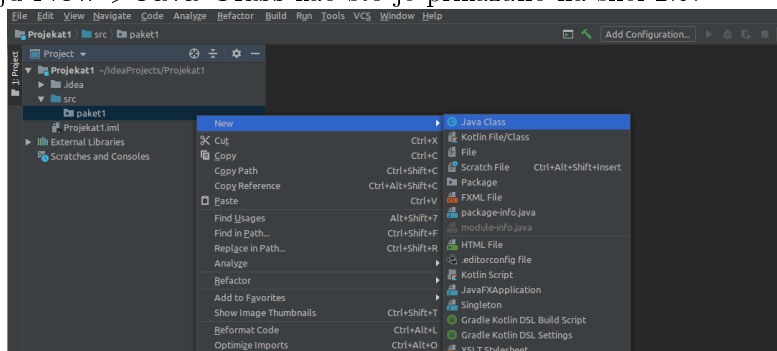 File Edit View Navigate Code Analyze Refactor Build Run Tools VCS Window Help
Projekat1 src paket1 Add Configuration...
1: Project
Project
Projekat1 ~/IdeaProjects/Projekat1
.idea
src
paket1
Projekat1.iml
External Libraries
Scratches and Consoles
New
Cut Ctrl+X
Copy Ctrl+C
Copy Path Ctrl+Shift+C
Copy Reference Ctrl+Alt+Shift+C
Paste Ctrl+V
Find Usages Alt+Shift+7
Find in Path... Ctrl+Shift+F
Replace in Path... Ctrl+Shift+R
Analyze
Refactor
Add to Favorites
Show Image Thumbnails Ctrl+Shift+T
Reformat Code Ctrl+Alt+L
Optimize Imports Ctrl+Alt+O
Java Class
Kotlin File/Class
File
Scratch File Ctrl+Alt+Shift+Insert
Package
FXML File
package-info.java
module-info.java
HTML File
.editorconfig file
Kotlin Script
JavaFXApplication
Singleton
Gradle Kotlin DSL Build Script
Gradle Kotlin DSL Settings
XSLT Stylesheet